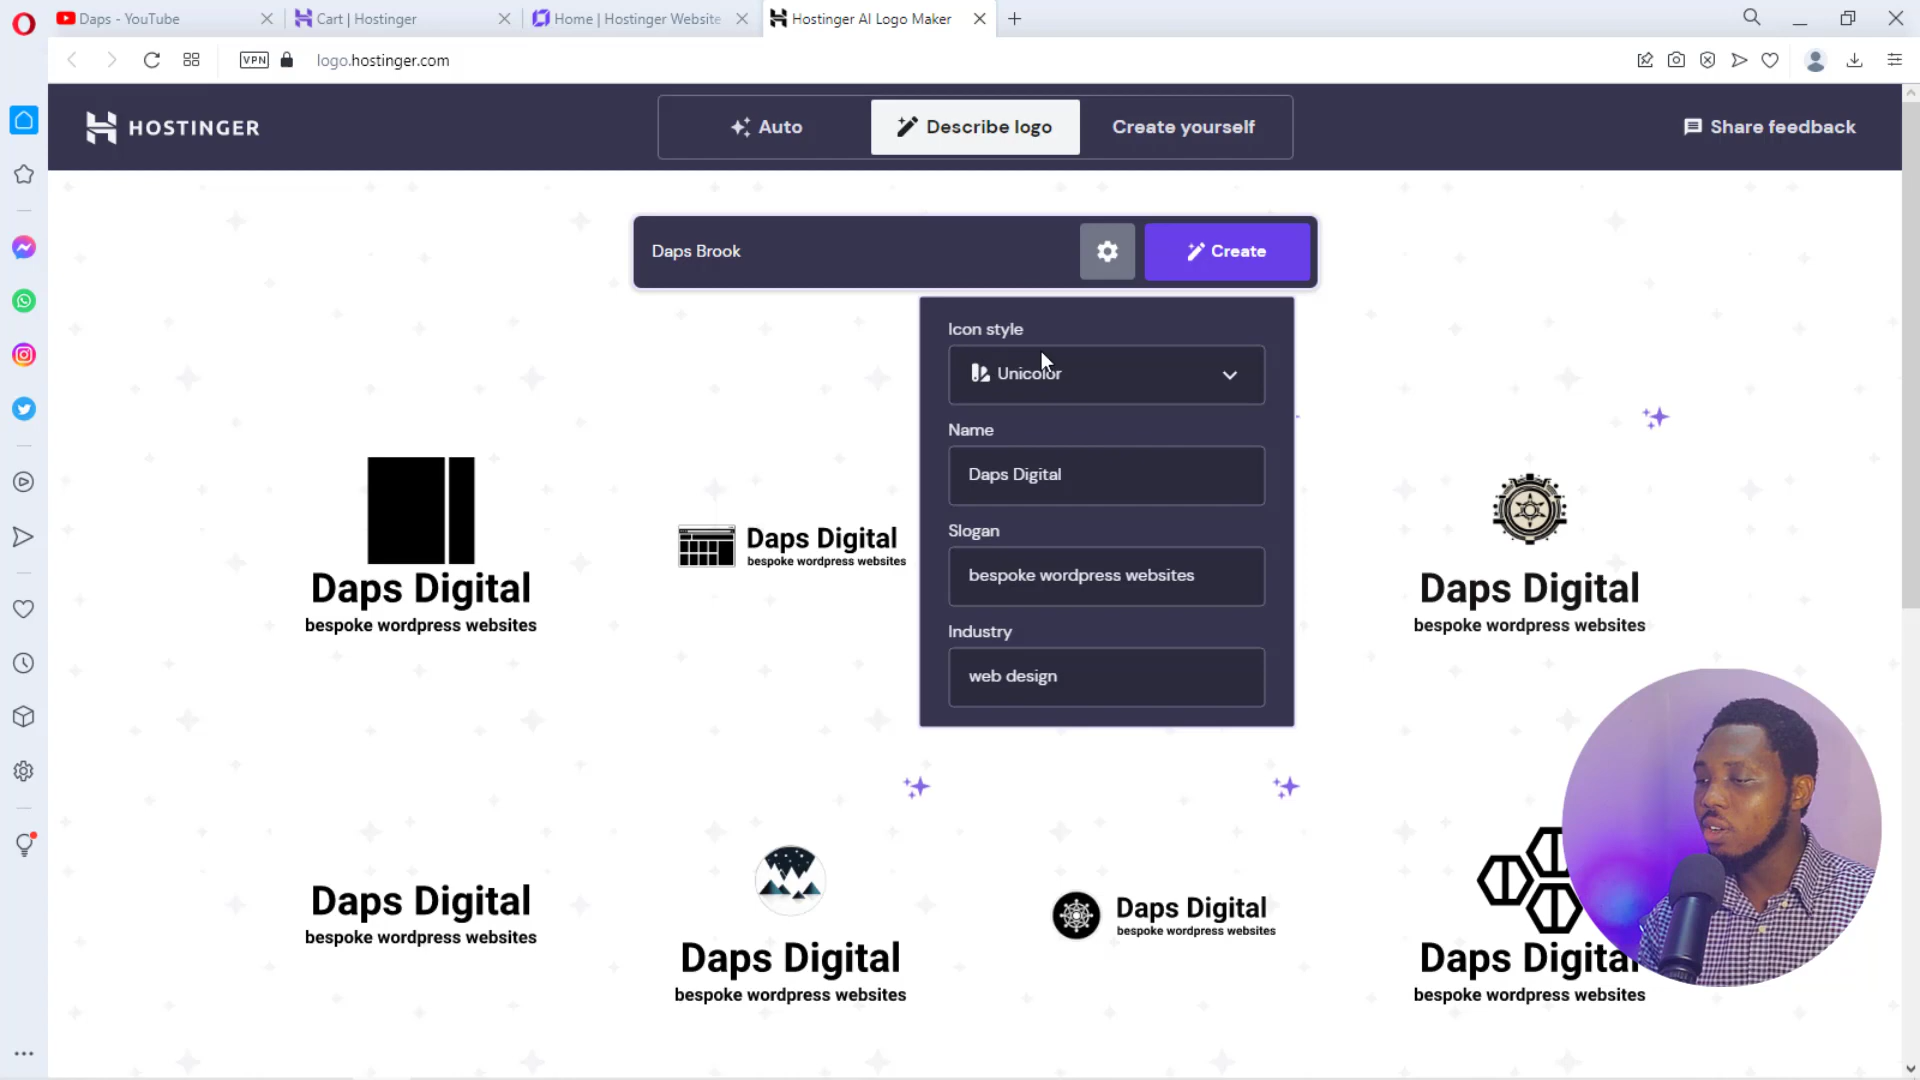 Daps - YouTube
Cart | Hostinger
Home | Hostinger Website
Hostinger AI Logo Maker
VPN
logo.hostinger.com
HOSTINGER
Auto
Describe logo
Create yourself
Share feedback
Daps Brook
Create
Icon style
Unicolor
Name
Daps Digital
Slogan
bespoke wordpress websites
Industry
web design
Daps Digital
bespoke wordpress websites
Daps Digital
bespoke wordpress websites
Daps Digital
bespoke wordpress websites
Daps Digital
bespoke wordpress websites
Daps Digital
bespoke wordpress websites
Daps Digital
bespoke wordpress websites
Daps Digital
bespoke wordpress websites